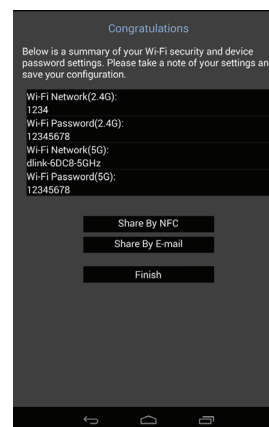 Congratulations
Below is a summary of your Wi-Fi security and device
password settings. Please take a note of your settings an
save your configuration.
Wi-Fi Network(2.4G):
1234
Wi-Fi Password(2.4G):
12345678
Wi-Fi Network(5G):
dlink-6DC8-5GHz
Wi-Fi Password(5G):
12345678
Share By NFC
Share By E-mail
Finish